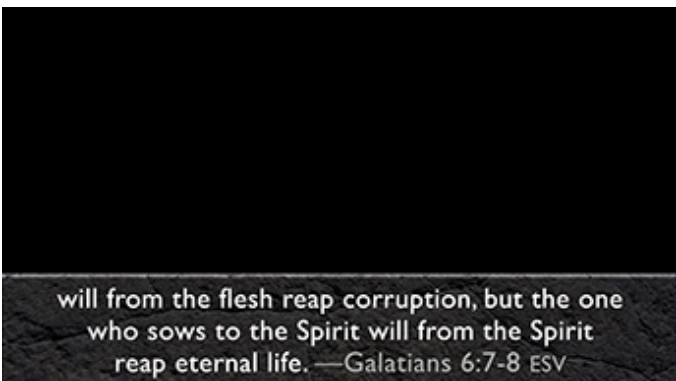 will from the flesh reap corruption, but the one
who sows to the Spirit will from the Spirit
reap eternal life. —Galatians 6:7-8 ESV